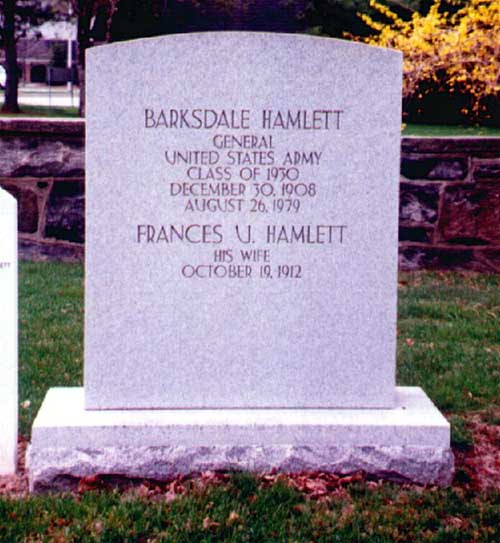 BARKSDALE HAMLETT
GENERAL
UNITED STATES ARMY
CLASS OF 1930
DECEMBER 30, 1908
AUGUST 26, 1979
FRANCES U. HAMLETT
HIS WIFE
OCTOBER 19, 1912